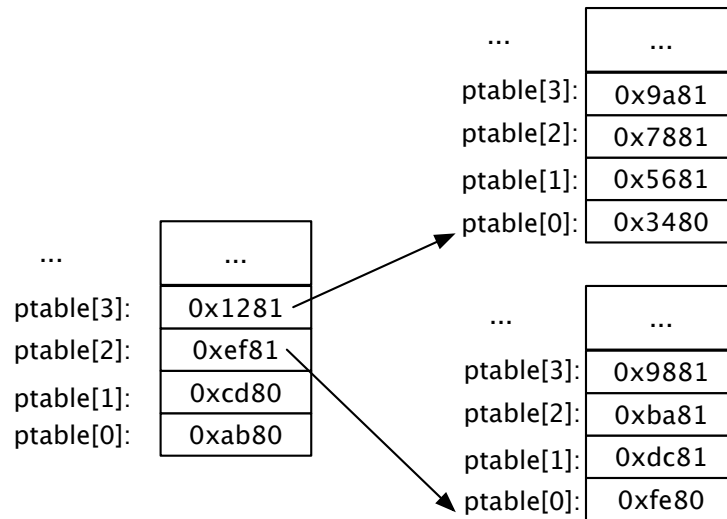 ... ...
ptable[3]: 0x9a81
ptable[2]: 0x7881
ptable[1]: 0x5681
ptable[0]: 0x3480
... ...
ptable[3]: 0x1281
ptable[2]: 0xef81
ptable[1]: 0xcd80
ptable[0]: 0xab80
... ...
ptable[3]: 0x9881
ptable[2]: 0xba81
ptable[1]: 0xdc81
ptable[0]: 0xfe80